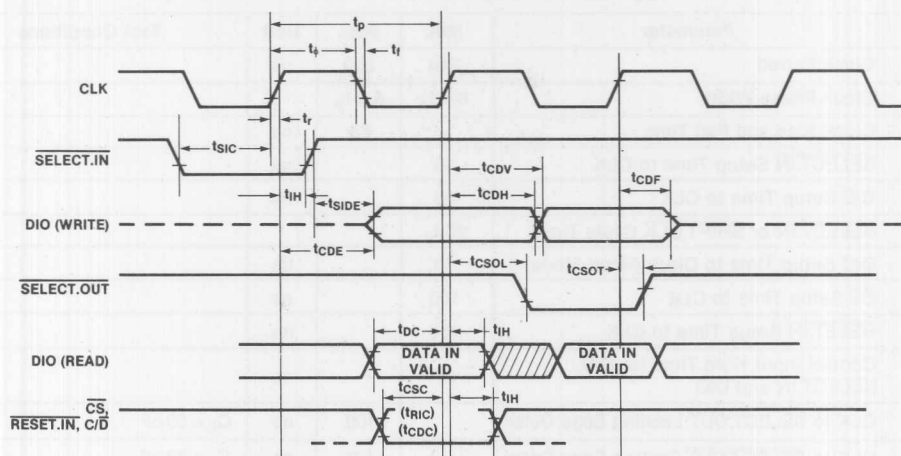 tp
tϕ
tf
CLK
tr
SELECT.IN
tSIC
tIH
tSIDE
tCDV
tCDH
tCDF
DIO (WRITE)
tCDE
tCSOL
tCSOT
SELECT.OUT
tDC
tIH
DIO (READ)
DATA IN
VALID
DATA IN
VALID
tCSC
tIH
CS,
RESET.IN, C/D
(tRIC)
(tCDC)